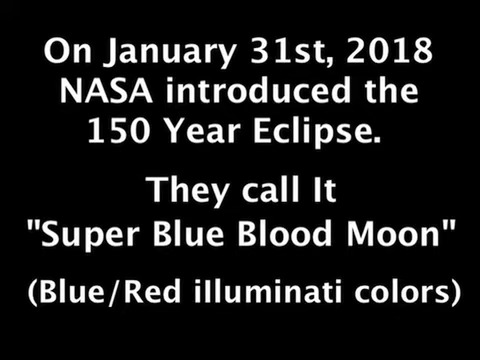 On January 31st, 2018
NASA introduced the
150 Year Eclipse.
They call It
"Super Blue Blood Moon"
(Blue/Red illuminati colors)